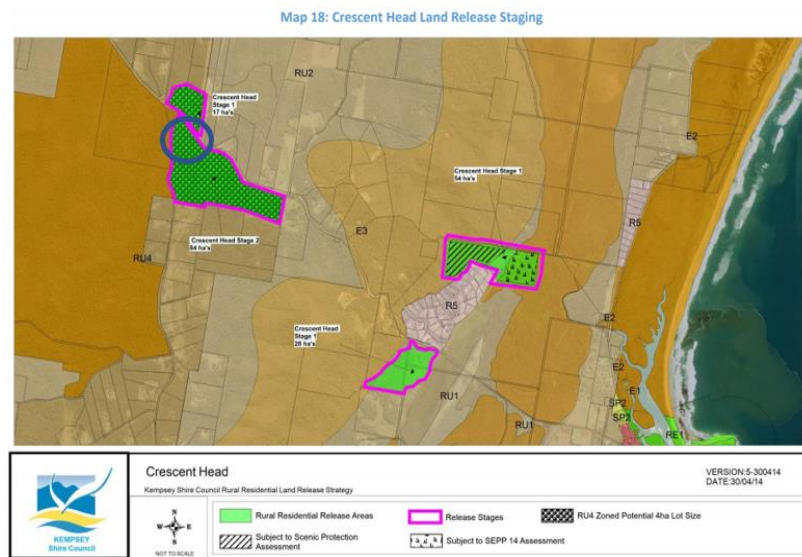 Map 18: Crescent Head Land Release Staging
RU2
Crescent Head
Stage 1
17 ha's
E2
Crescent Head Stage 1
54 ha's
R5
E3
Crescent Head Stage 2
84 ha's
RU4
R5
E2
Crescent Head
Stage 1
28 ha's
E2
E1
RU1
SP2
SP2
RU1
RE1
KEMPSEY
Shire Council
Crescent Head
Kempsey Shire Council Rural Residential Land Release Strategy
VERSION:5-300414
DATE:30/04/14
N
W E
S
NOT TO SCALE
Rural Residential Release Areas
Release Stages
RU4 Zoned Potential 4ha Lot Size
Subject to Scenic Protection
Assessment
Subject to SEPP 14 Assessment